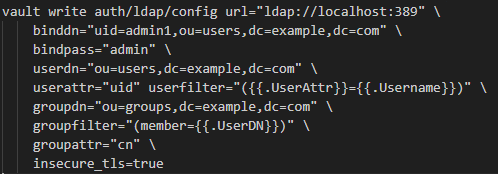 vault write auth/ldap/config url="ldap://localhost:389" \
binddn="uid=admin1,ou=users,dc=example,dc=com" \
bindpass="admin" \
userdn="ou=users,dc=example,dc=com" \
userattr="uid" userfilter="({{.UserAttr}}={{.Username}})" \
groupdn="ou=groups,dc=example,dc=com" \
groupfilter="(member={{.UserDN}})" \
groupattr="cn" \
insecure_tls=true